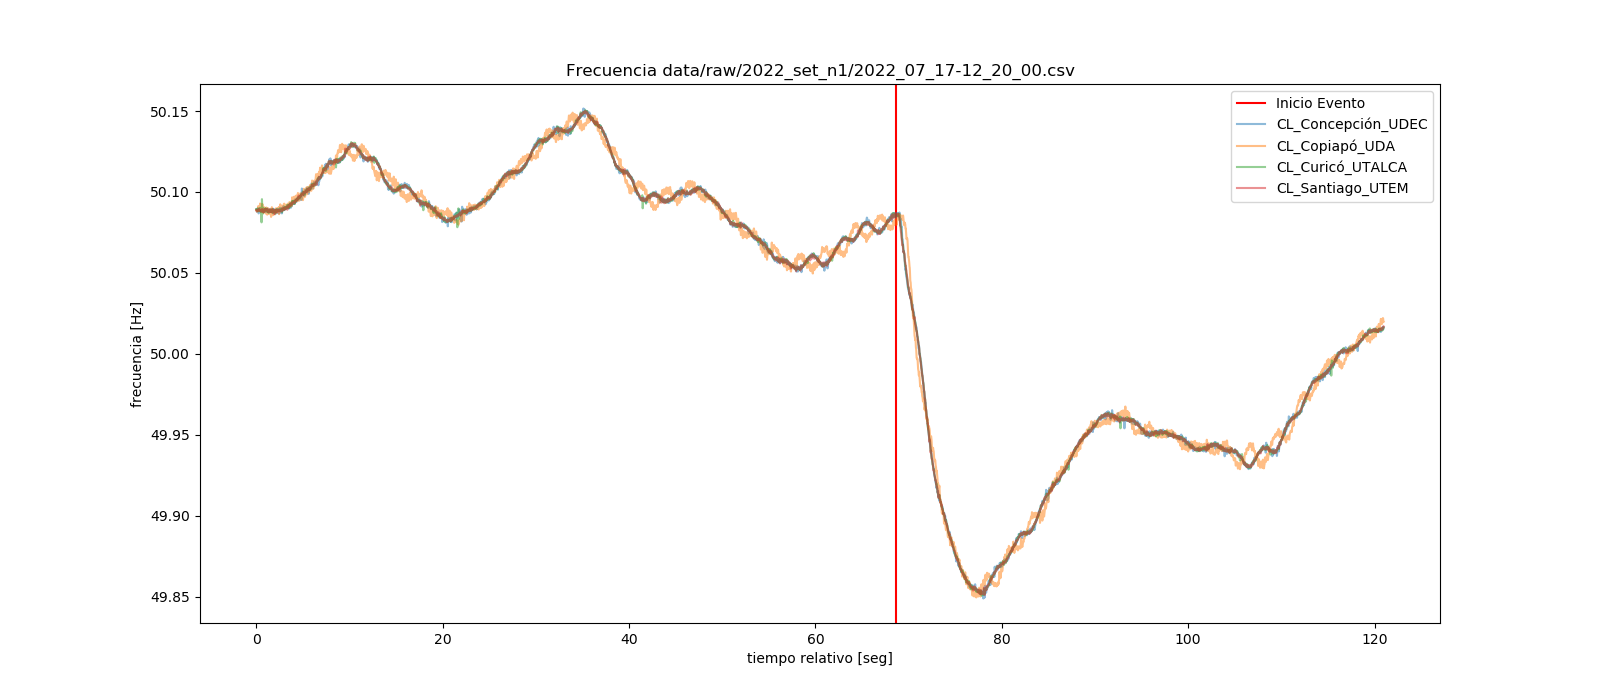 Frecuencia data/raw/2022_set_n1/2022_07_17-12_20_00.csv
50.15
50.10
50.05
50.00
49.95
49.90
49.85
frecuencia [Hz]
Inicio Evento
CL_Concepción_UDEC
CL_Copiapó_UDA
CL_Curicó_UTALCA
CL_Santiago_UTEM
0
20
40
60
80
100
120
tiempo relativo [seg]